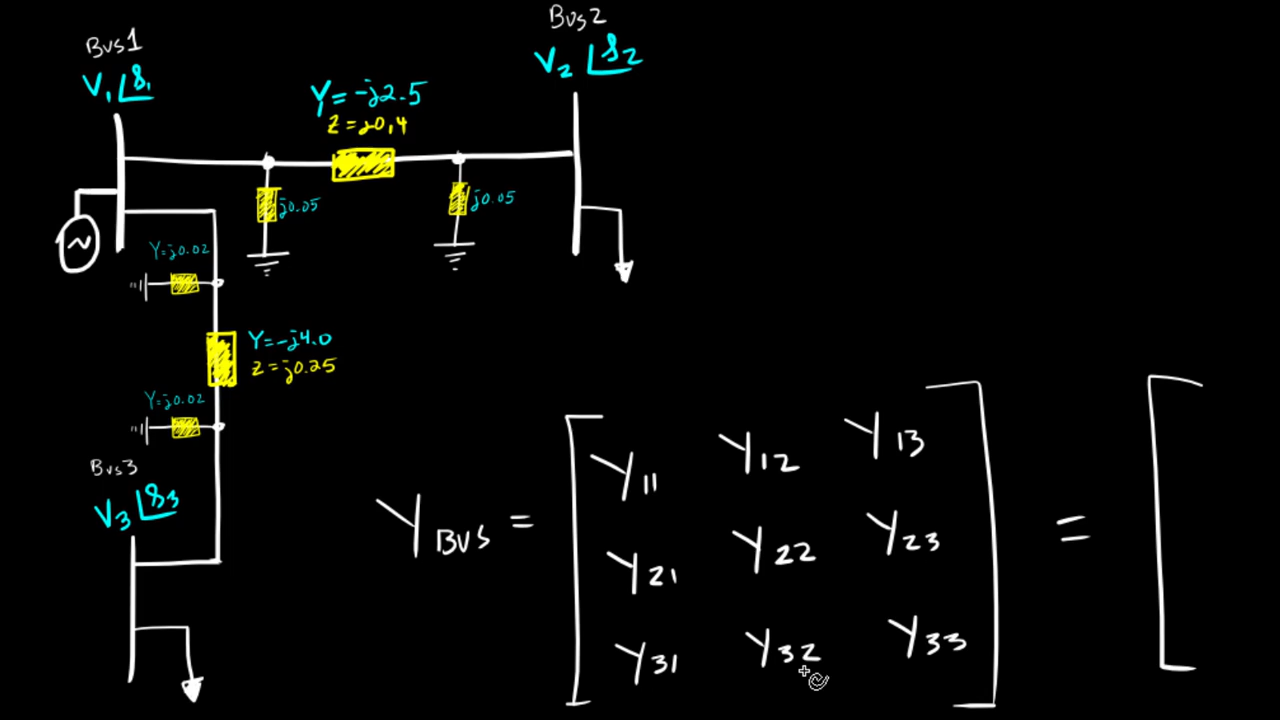 Bus1
V₁ ∠δ₁
Bus2
V₂ ∠δ₂
Y=-j2.5
Z=j0,4
j0.05
j0.05
Y=j0.02
Y=-j4.0
Z=j0.25
Y=j0.02
Bus3
V₃ ∠δ₃
~
Y₁₁ Y₁₂ Y₁₃
Y_BUS = Y₂₁ Y₂₂ Y₂₃ =
Y₃₁ Y₃₂ Y₃₃